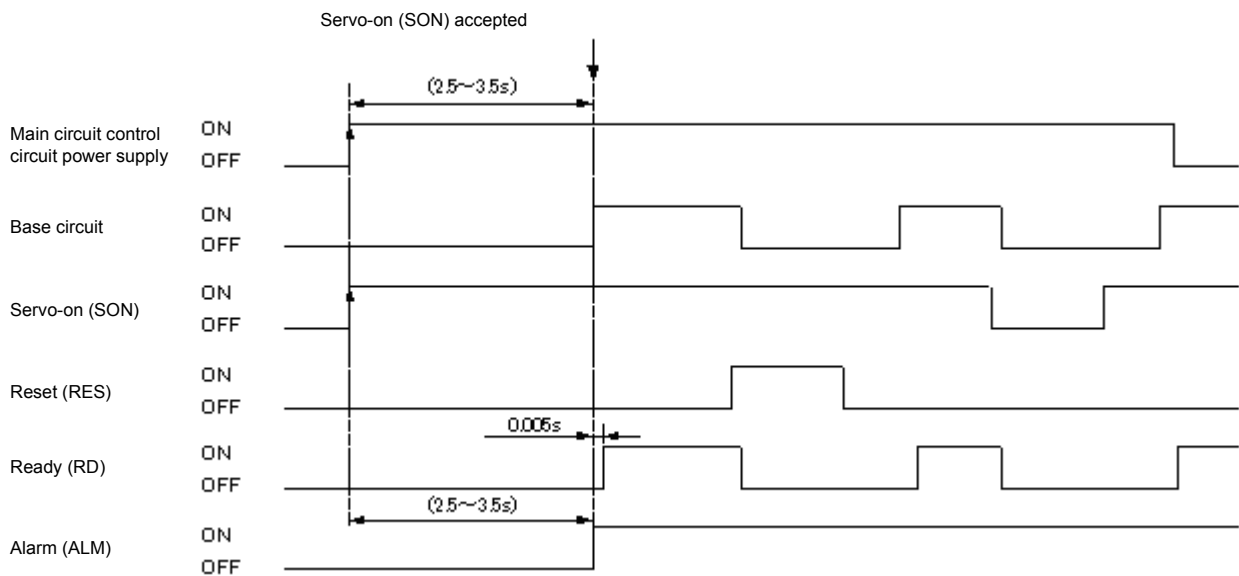 Servo-on (SON) accepted
(2.5～3.5s)
Main circuit control
circuit power supply
ON
OFF
Base circuit
ON
OFF
Servo-on (SON)
ON
OFF
Reset (RES)
ON
OFF
0.005s
Ready (RD)
ON
OFF
(2.5～3.5s)
Alarm (ALM)
ON
OFF